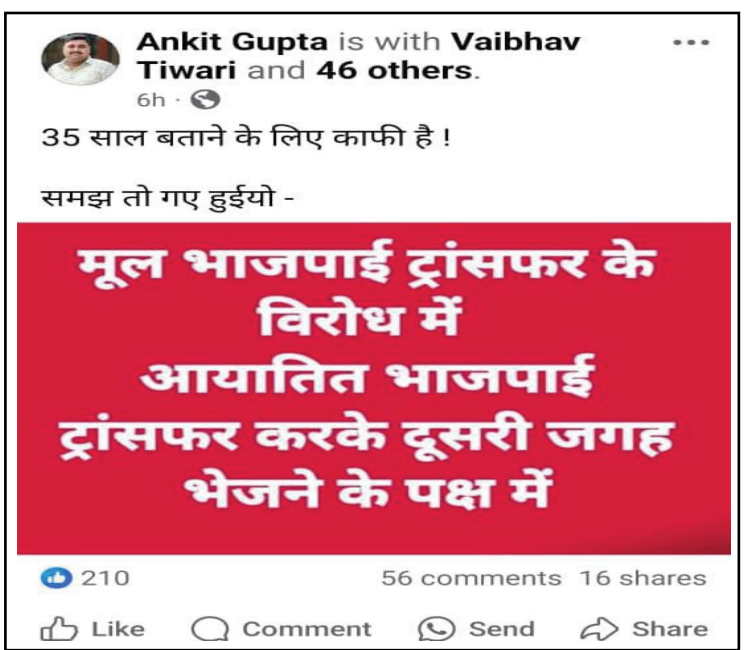 Ankit Gupta is with Vaibhav
Tiwari and 46 others.
6h ·
35 साल बताने के लिए काफी है !
समझ तो गए हुईयो -
मूल भाजपाई ट्रांसफर के
विरोध में
आयातित भाजपाई
ट्रांसफर करके दूसरी जगह
भेजने के पक्ष में
210 56 comments 16 shares
Like Comment Send Share